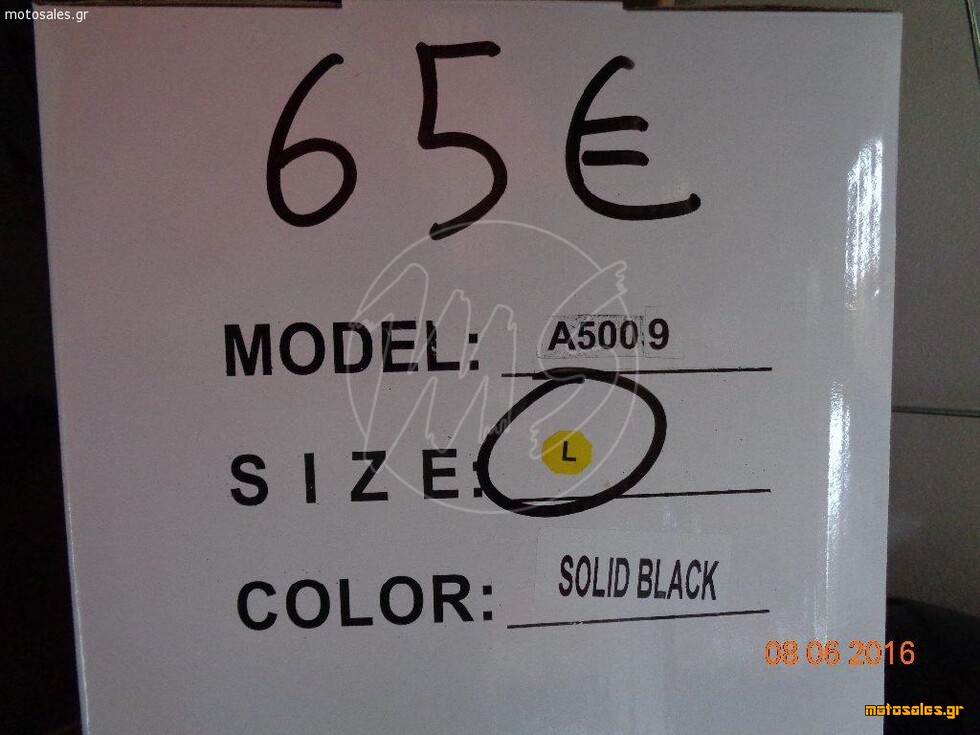 motosales.gr
65€
MODEL: A5009
SIZE: L
COLOR: SOLID BLACK
08 06 2016
motosales.gr